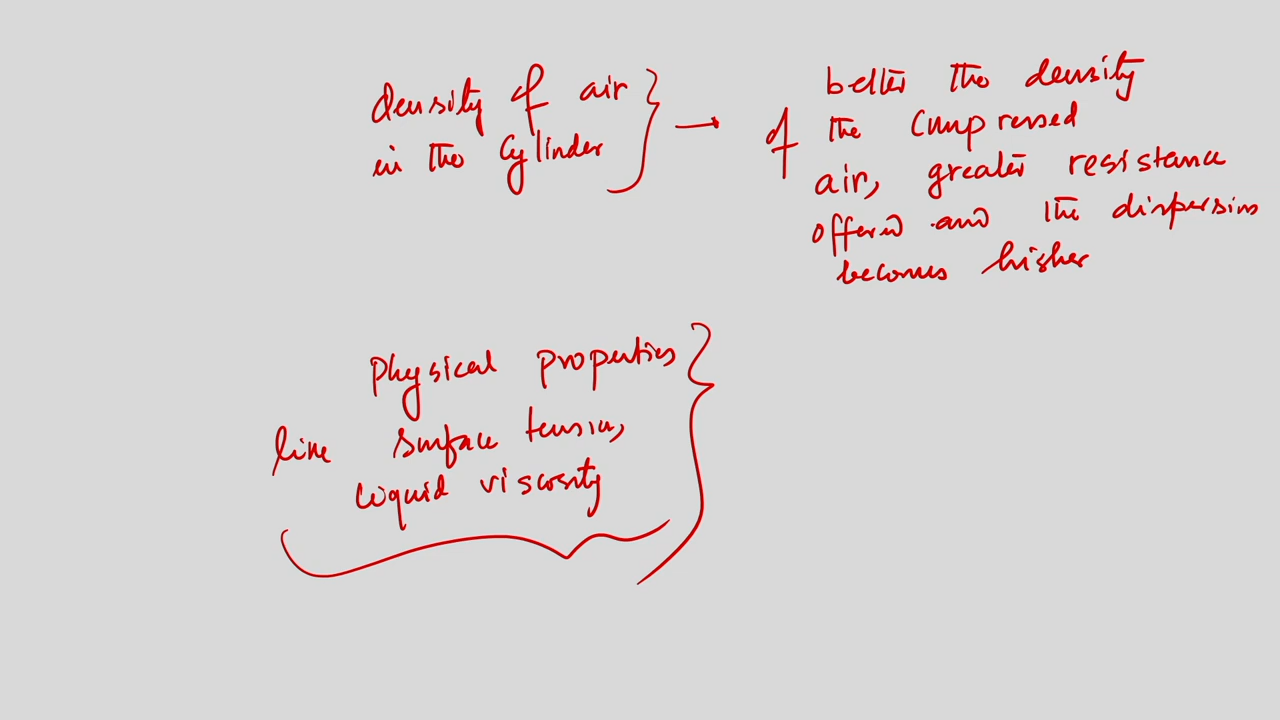 density of air
in the cylinder
better the density
of the compressed
air, greater resistance
offered and the dispersion
becomes higher
Physical properties
like surface tension,
liquid viscosity